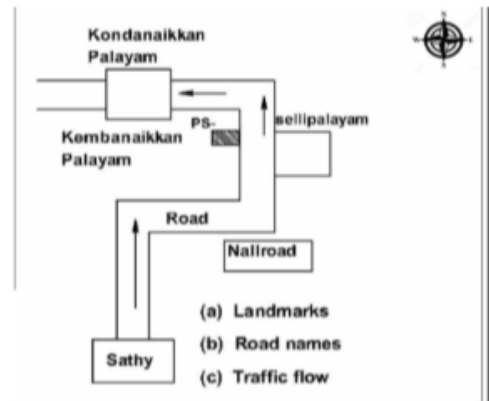 Kondanaikkan
Palayam
N
W
E
S
PS-
sellipalayam
Kembanaikkan
Palayam
Road
Nallroad
(a) Landmarks
(b) Road names
(c) Traffic flow
Sathy